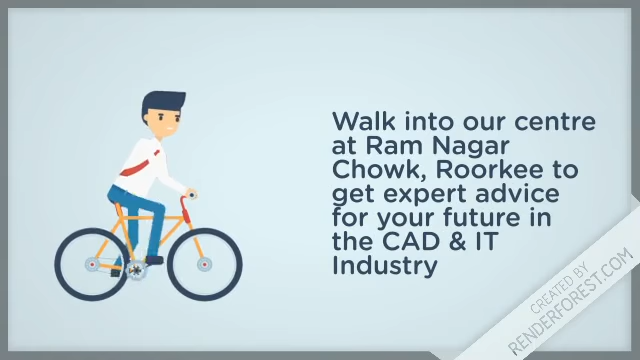 Walk into our centre
at Ram Nagar
Chowk, Roorkee to
get expert advice
for your future in
the CAD & IT
Industry
CREATED BY
RENDERFOREST.COM